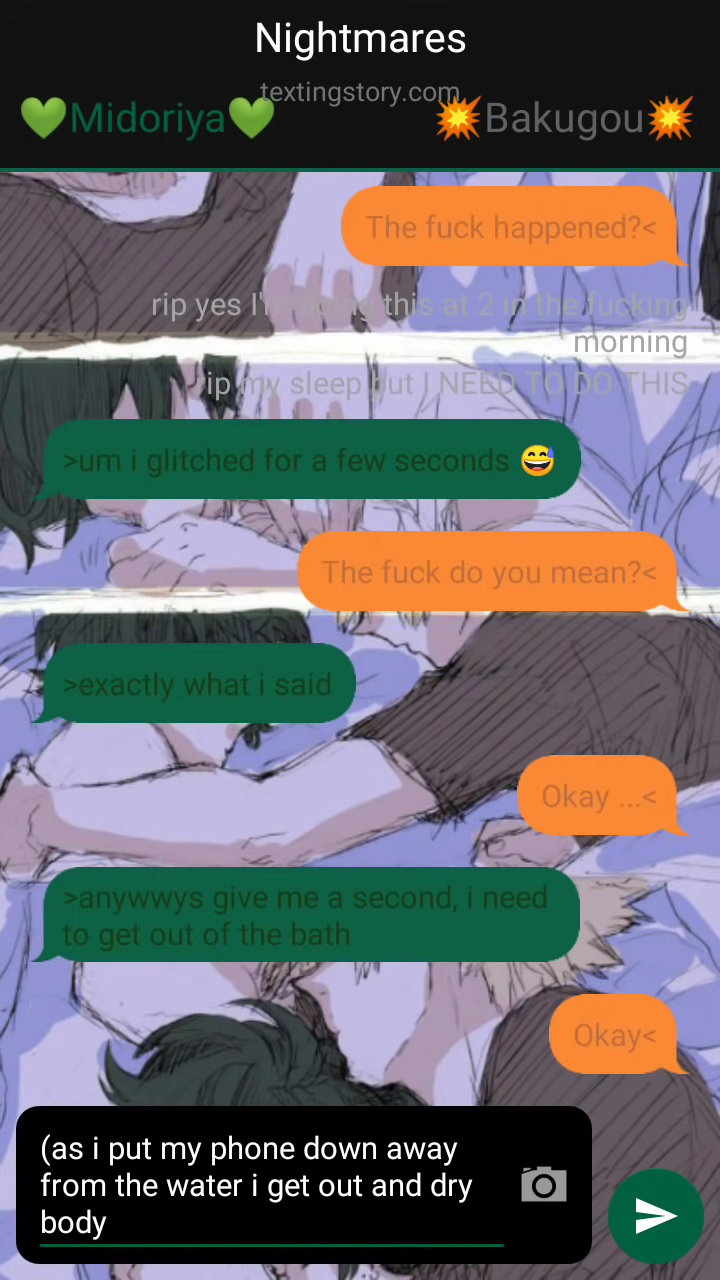 Nightmares
textingstory.com
💚Midoriya💚
💥Bakugou💥
The fuck happened?<
rip yes I'm doing this at 2 in the fucking
morning
rip my sleep but I NEED TO DO THIS
>um i glitched for a few seconds 😅
The fuck do you mean?<
>exactly what i said
Okay ...<
>anywwys give me a second, i need
to get out of the bath
Okay<
(as i put my phone down away
from the water i get out and dry
body